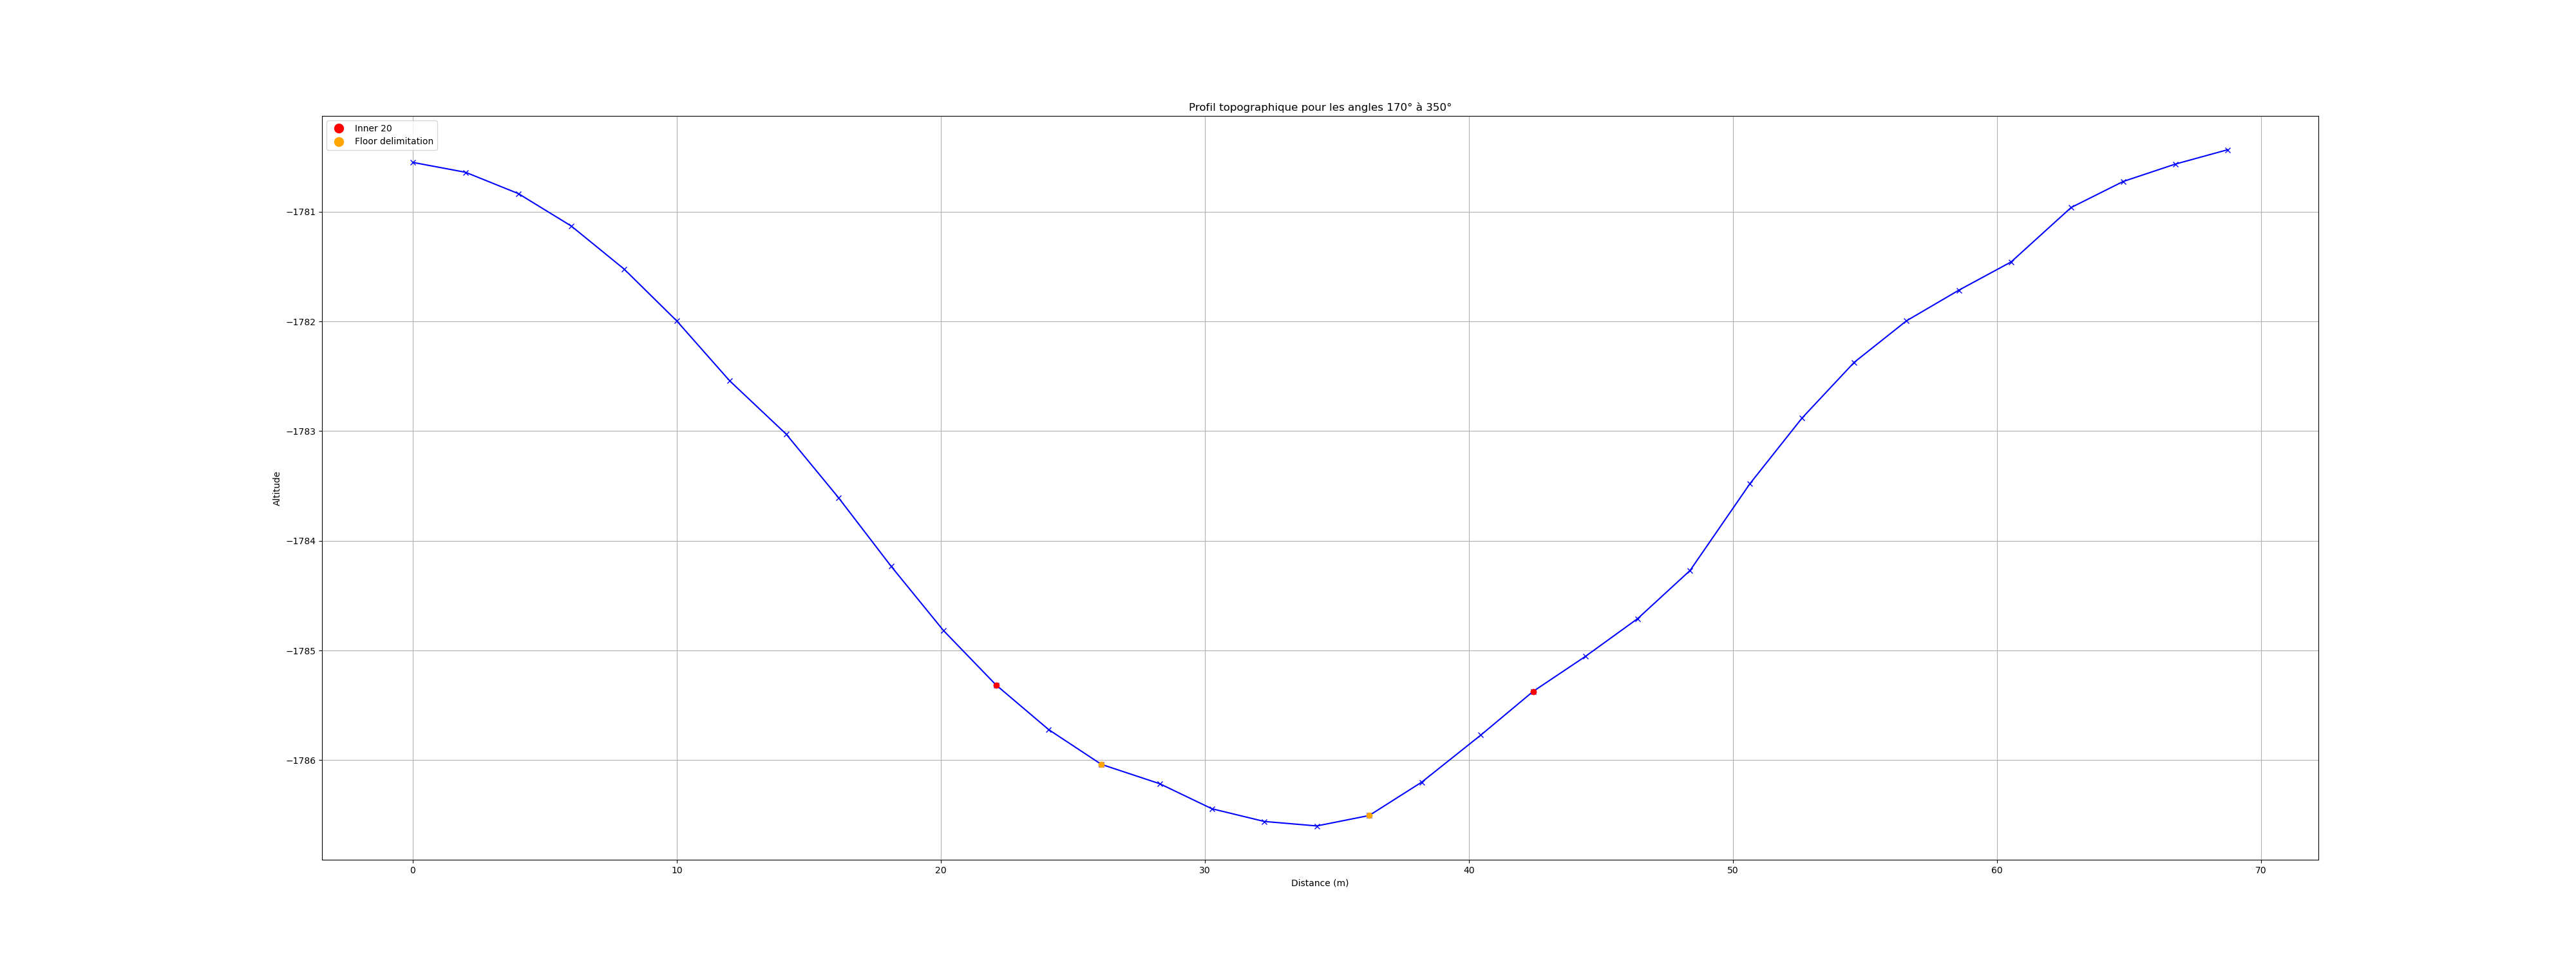 Profil topographique pour les angles 170° à 350°
Inner 20
Floor delimitation
−1781
−1782
−1783
−1784
−1785
−1786
Altitude
0 10 20 30 40 50 60 70
Distance (m)